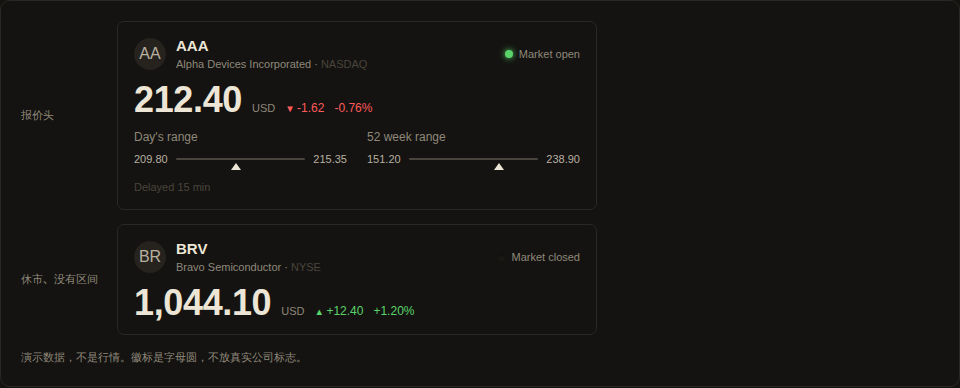 报价头
AA
AAA
Alpha Devices Incorporated · NASDAQ
Market open
212.40 USD ▼ -1.62 -0.76%
Day's range
209.80 215.35
52 week range
151.20 238.90
Delayed 15 min
休市、没有区间
BR
BRV
Bravo Semiconductor · NYSE
Market closed
1,044.10 USD ▲ +12.40 +1.20%
演示数据，不是行情。徽标是字母圆，不放真实公司标志。